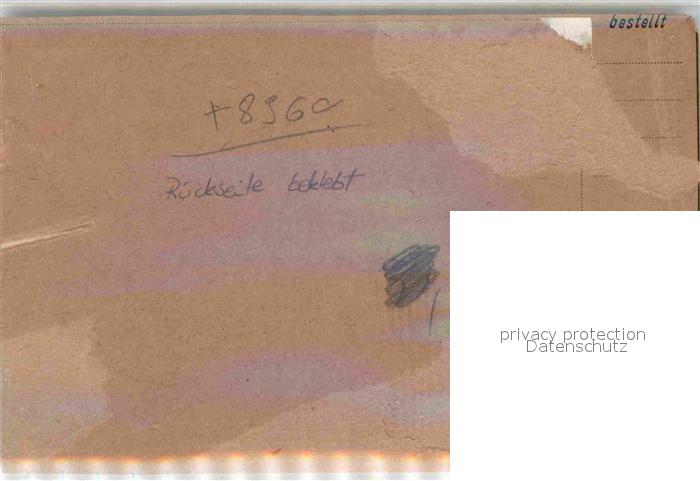 bestellt
+8960
Rückseite beklebt
privacy protection
Datenschutz